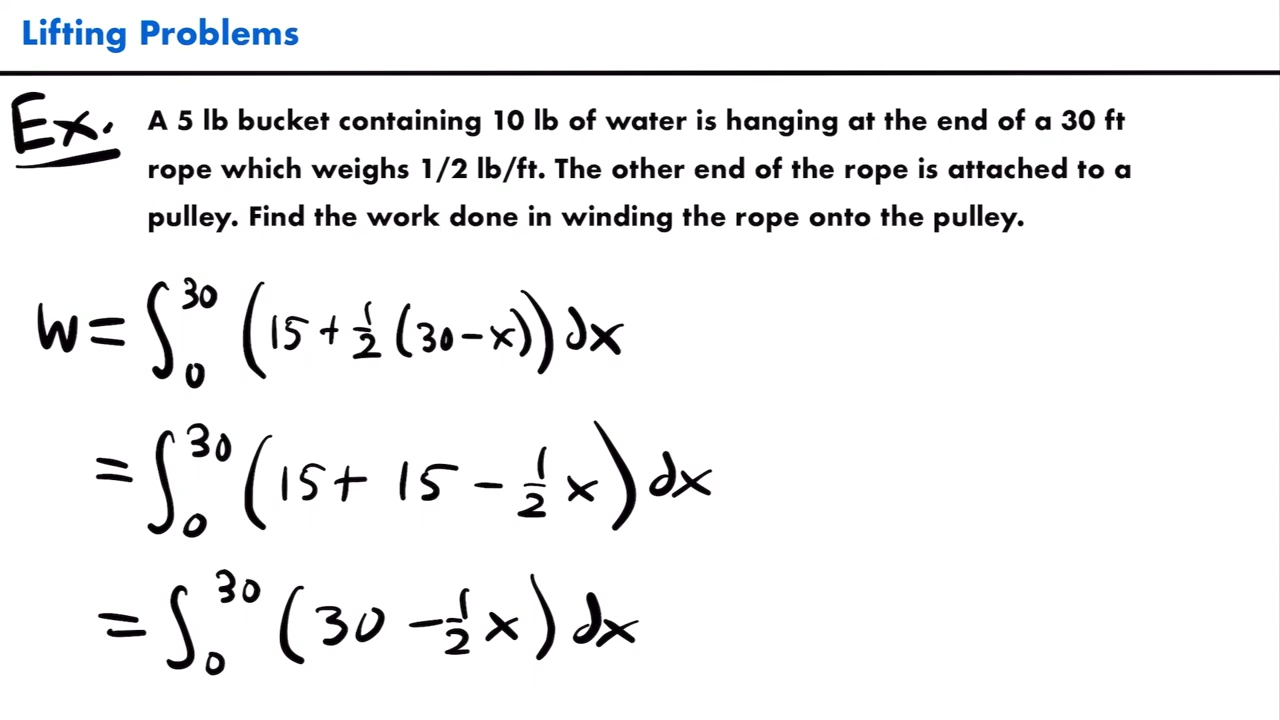 Lifting Problems
Ex. A 5 lb bucket containing 10 lb of water is hanging at the end of a 30 ft
rope which weighs 1/2 lb/ft. The other end of the rope is attached to a
pulley. Find the work done in winding the rope onto the pulley.
W = ∫₀³⁰ (15 + 1/2 (30 − x)) dx
= ∫₀³⁰ (15 + 15 − 1/2 x) dx
= ∫₀³⁰ (30 − 1/2 x) dx